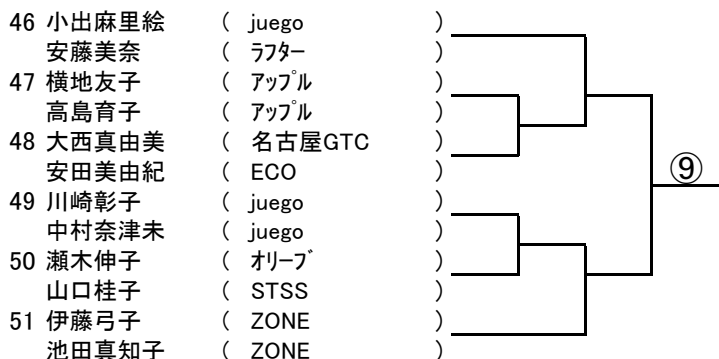 46 小出麻里絵 ( juego )
安藤美奈 ( ﾗﾌﾀｰ )
47 横地友子 ( ｱｯﾌﾟﾙ )
高島育子 ( ｱｯﾌﾟﾙ )
48 大西真由美 ( 名古屋GTC )
安田美由紀 ( ECO )
⑨
49 川崎彰子 ( juego )
中村奈津未 ( juego )
50 瀬木伸子 ( ｵﾘｰﾌﾞ )
山口桂子 ( STSS )
51 伊藤弓子 ( ZONE )
池田真知子 ( ZONE )